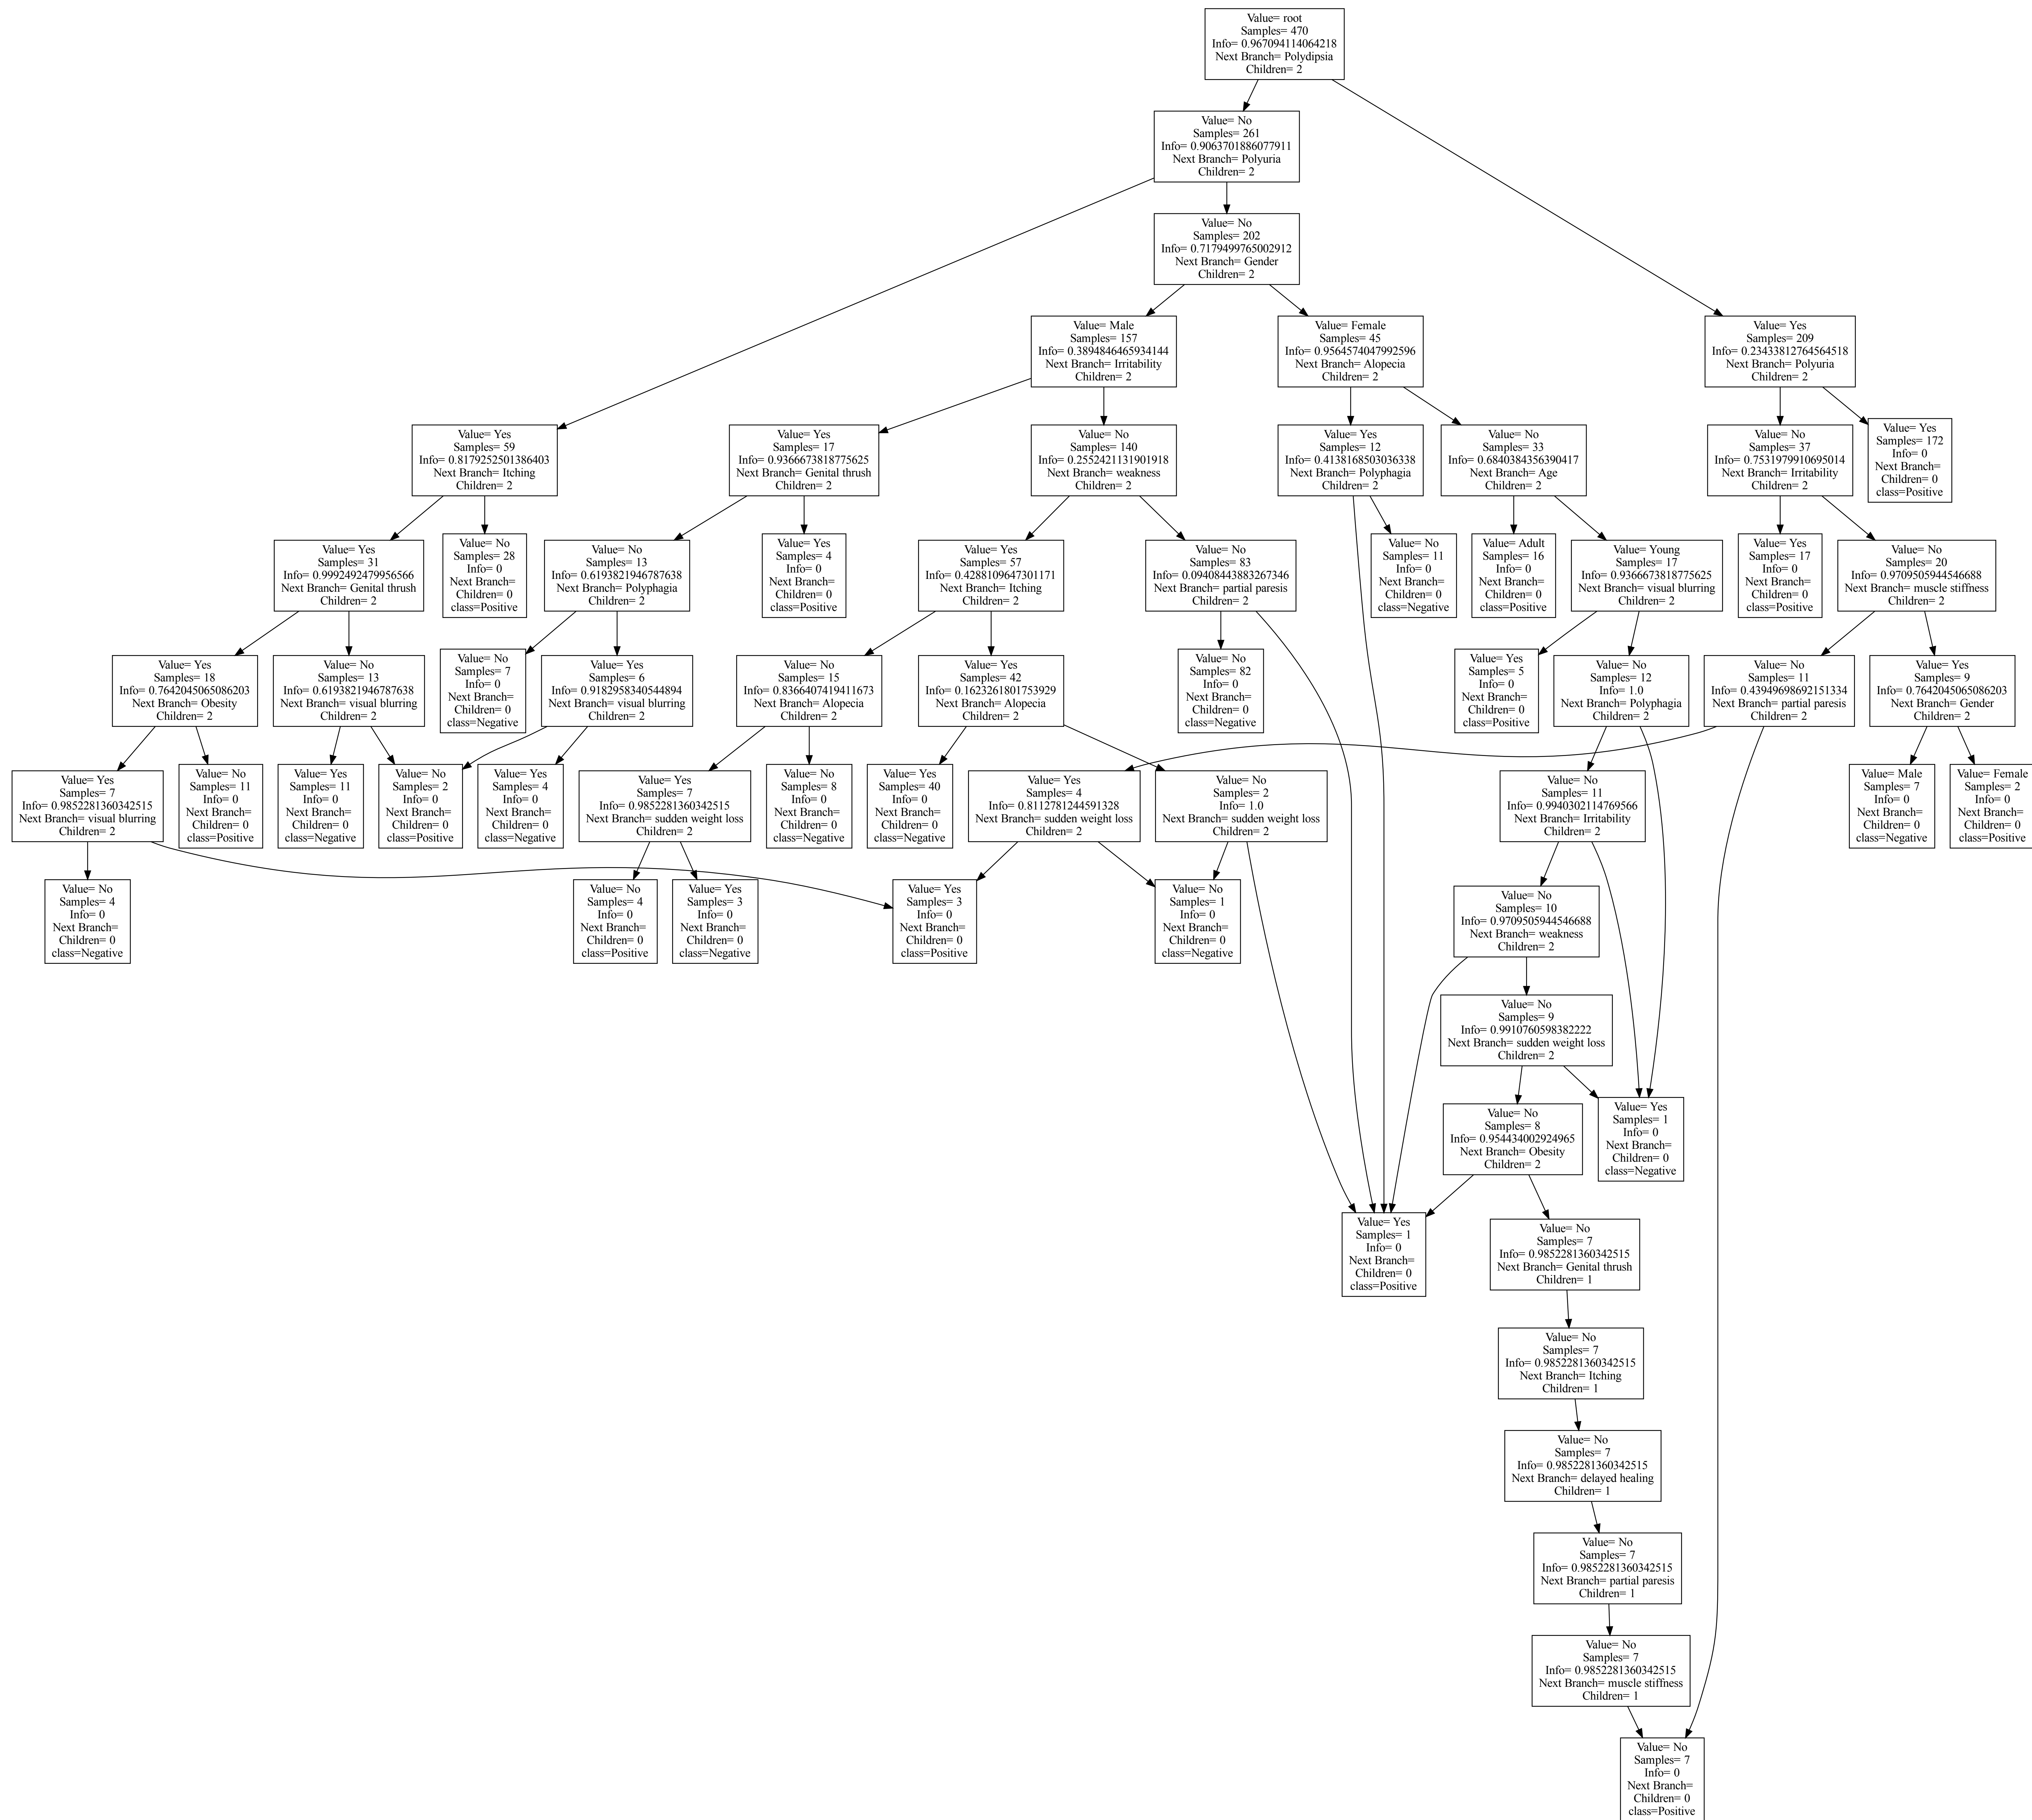 Value= root
Samples= 470
Info= 0.967094114064218
Next Branch= Polydipsia
Children= 2
Value= No
Samples= 261
Info= 0.9063701886077911
Next Branch= Polyuria
Children= 2
Value= No
Samples= 202
Info= 0.7179499765002912
Next Branch= Gender
Children= 2
Value= Male
Samples= 157
Info= 0.3894846465934144
Next Branch= Irritability
Children= 2
Value= Female
Samples= 45
Info= 0.9564574047992596
Next Branch= Alopecia
Children= 2
Value= Yes
Samples= 209
Info= 0.23433812764564518
Next Branch= Polyuria
Children= 2
Value= Yes
Samples= 59
Info= 0.8179252501386403
Next Branch= Itching
Children= 2
Value= Yes
Samples= 17
Info= 0.9366673818775625
Next Branch= Genital thrush
Children= 2
Value= No
Samples= 140
Info= 0.2552421131901918
Next Branch= weakness
Children= 2
Value= Yes
Samples= 12
Info= 0.4138168503036338
Next Branch= Polyphagia
Children= 2
Value= No
Samples= 33
Info= 0.6840384356390417
Next Branch= Age
Children= 2
Value= No
Samples= 37
Info= 0.7531979910695014
Next Branch= Irritability
Children= 2
Value= Yes
Samples= 172
Info= 0
Next Branch=
Children= 0
class=Positive
Value= Yes
Samples= 31
Info= 0.9992492479956566
Next Branch= Genital thrush
Children= 2
Value= No
Samples= 28
Info= 0
Next Branch=
Children= 0
class=Positive
Value= No
Samples= 13
Info= 0.6193821946787638
Next Branch= Polyphagia
Children= 2
Value= Yes
Samples= 4
Info= 0
Next Branch=
Children= 0
class=Positive
Value= Yes
Samples= 57
Info= 0.4288109647301171
Next Branch= Itching
Children= 2
Value= No
Samples= 83
Info= 0.09408443883267346
Next Branch= partial paresis
Children= 2
Value= No
Samples= 11
Info= 0
Next Branch=
Children= 0
class=Negative
Value= Adult
Samples= 16
Info= 0
Next Branch=
Children= 0
class=Positive
Value= Young
Samples= 17
Info= 0.9366673818775625
Next Branch= visual blurring
Children= 2
Value= Yes
Samples= 17
Info= 0
Next Branch=
Children= 0
class=Positive
Value= No
Samples= 20
Info= 0.9709505944546688
Next Branch= muscle stiffness
Children= 2
Value= Yes
Samples= 18
Info= 0.7642045065086203
Next Branch= Obesity
Children= 2
Value= No
Samples= 13
Info= 0.6193821946787638
Next Branch= visual blurring
Children= 2
Value= No
Samples= 7
Info= 0
Next Branch=
Children= 0
class=Negative
Value= Yes
Samples= 6
Info= 0.9182958340544894
Next Branch= visual blurring
Children= 2
Value= No
Samples= 15
Info= 0.8366407419411673
Next Branch= Alopecia
Children= 2
Value= Yes
Samples= 42
Info= 0.1623261801753929
Next Branch= Alopecia
Children= 2
Value= No
Samples= 82
Info= 0
Next Branch=
Children= 0
class=Negative
Value= Yes
Samples= 5
Info= 0
Next Branch=
Children= 0
class=Positive
Value= No
Samples= 12
Info= 1.0
Next Branch= Polyphagia
Children= 2
Value= No
Samples= 11
Info= 0.43949698692151334
Next Branch= partial paresis
Children= 2
Value= Yes
Samples= 9
Info= 0.7642045065086203
Next Branch= Gender
Children= 2
Value= Yes
Samples= 7
Info= 0.9852281360342515
Next Branch= visual blurring
Children= 2
Value= No
Samples= 11
Info= 0
Next Branch=
Children= 0
class=Positive
Value= Yes
Samples= 11
Info= 0
Next Branch=
Children= 0
class=Negative
Value= No
Samples= 2
Info= 0
Next Branch=
Children= 0
class=Positive
Value= Yes
Samples= 4
Info= 0
Next Branch=
Children= 0
class=Negative
Value= Yes
Samples= 7
Info= 0.9852281360342515
Next Branch= sudden weight loss
Children= 2
Value= No
Samples= 8
Info= 0
Next Branch=
Children= 0
class=Negative
Value= Yes
Samples= 40
Info= 0
Next Branch=
Children= 0
class=Negative
Value= Yes
Samples= 4
Info= 0.8112781244591328
Next Branch= sudden weight loss
Children= 2
Value= No
Samples= 2
Info= 1.0
Next Branch= sudden weight loss
Children= 2
Value= No
Samples= 11
Info= 0.9940302114769566
Next Branch= Irritability
Children= 2
Value= Male
Samples= 7
Info= 0
Next Branch=
Children= 0
class=Negative
Value= Female
Samples= 2
Info= 0
Next Branch=
Children= 0
class=Positive
Value= No
Samples= 4
Info= 0
Next Branch=
Children= 0
class=Negative
Value= No
Samples= 4
Info= 0
Next Branch=
Children= 0
class=Positive
Value= Yes
Samples= 3
Info= 0
Next Branch=
Children= 0
class=Negative
Value= Yes
Samples= 3
Info= 0
Next Branch=
Children= 0
class=Positive
Value= No
Samples= 1
Info= 0
Next Branch=
Children= 0
class=Negative
Value= No
Samples= 10
Info= 0.9709505944546688
Next Branch= weakness
Children= 2
Value= No
Samples= 9
Info= 0.9910760598382222
Next Branch= sudden weight loss
Children= 2
Value= No
Samples= 8
Info= 0.954434002924965
Next Branch= Obesity
Children= 2
Value= Yes
Samples= 1
Info= 0
Next Branch=
Children= 0
class=Negative
Value= Yes
Samples= 1
Info= 0
Next Branch=
Children= 0
class=Positive
Value= No
Samples= 7
Info= 0.9852281360342515
Next Branch= Genital thrush
Children= 1
Value= No
Samples= 7
Info= 0.9852281360342515
Next Branch= Itching
Children= 1
Value= No
Samples= 7
Info= 0.9852281360342515
Next Branch= delayed healing
Children= 1
Value= No
Samples= 7
Info= 0.9852281360342515
Next Branch= partial paresis
Children= 1
Value= No
Samples= 7
Info= 0.9852281360342515
Next Branch= muscle stiffness
Children= 1
Value= No
Samples= 7
Info= 0
Next Branch=
Children= 0
class=Positive